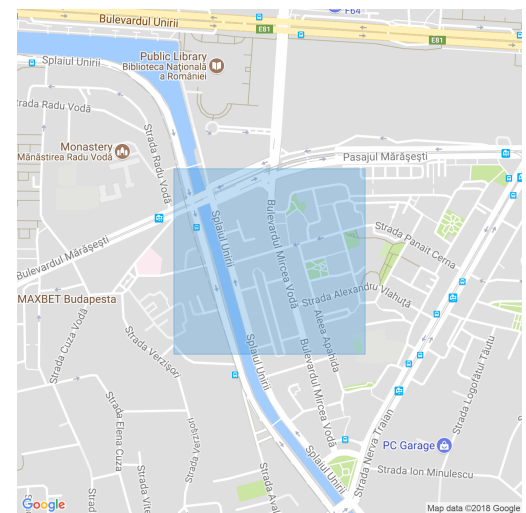 F64
Bulevardul Unirii
E81
E81
Public Library
Biblioteca Națională
a României
Splaiul Unirii
Strada Radu Vodă
Strada Radu Vodă
Monastery
Mănăstirea Radu Vodă
Pasajul Mărășești
Splaiul Unirii
Bulevardul Mircea Vodă
Strada Panait Cerna
Bulevardul Mărășești
MAXBET Budapesta
Strada Alexandru Vlahuță
Aleea Apahida
Strada Cuza Vodă
Strada Verzișori
Splaiul Unirii
Bulevardul Mircea Vodă
Strada Logofătul Tăutu
Strada Elena Cuza
Verzișori
Strada Nerva Traian
PC Garage
Splaiul Unirii
Strada Ion Minulescu
Google
Map data ©2018 Google